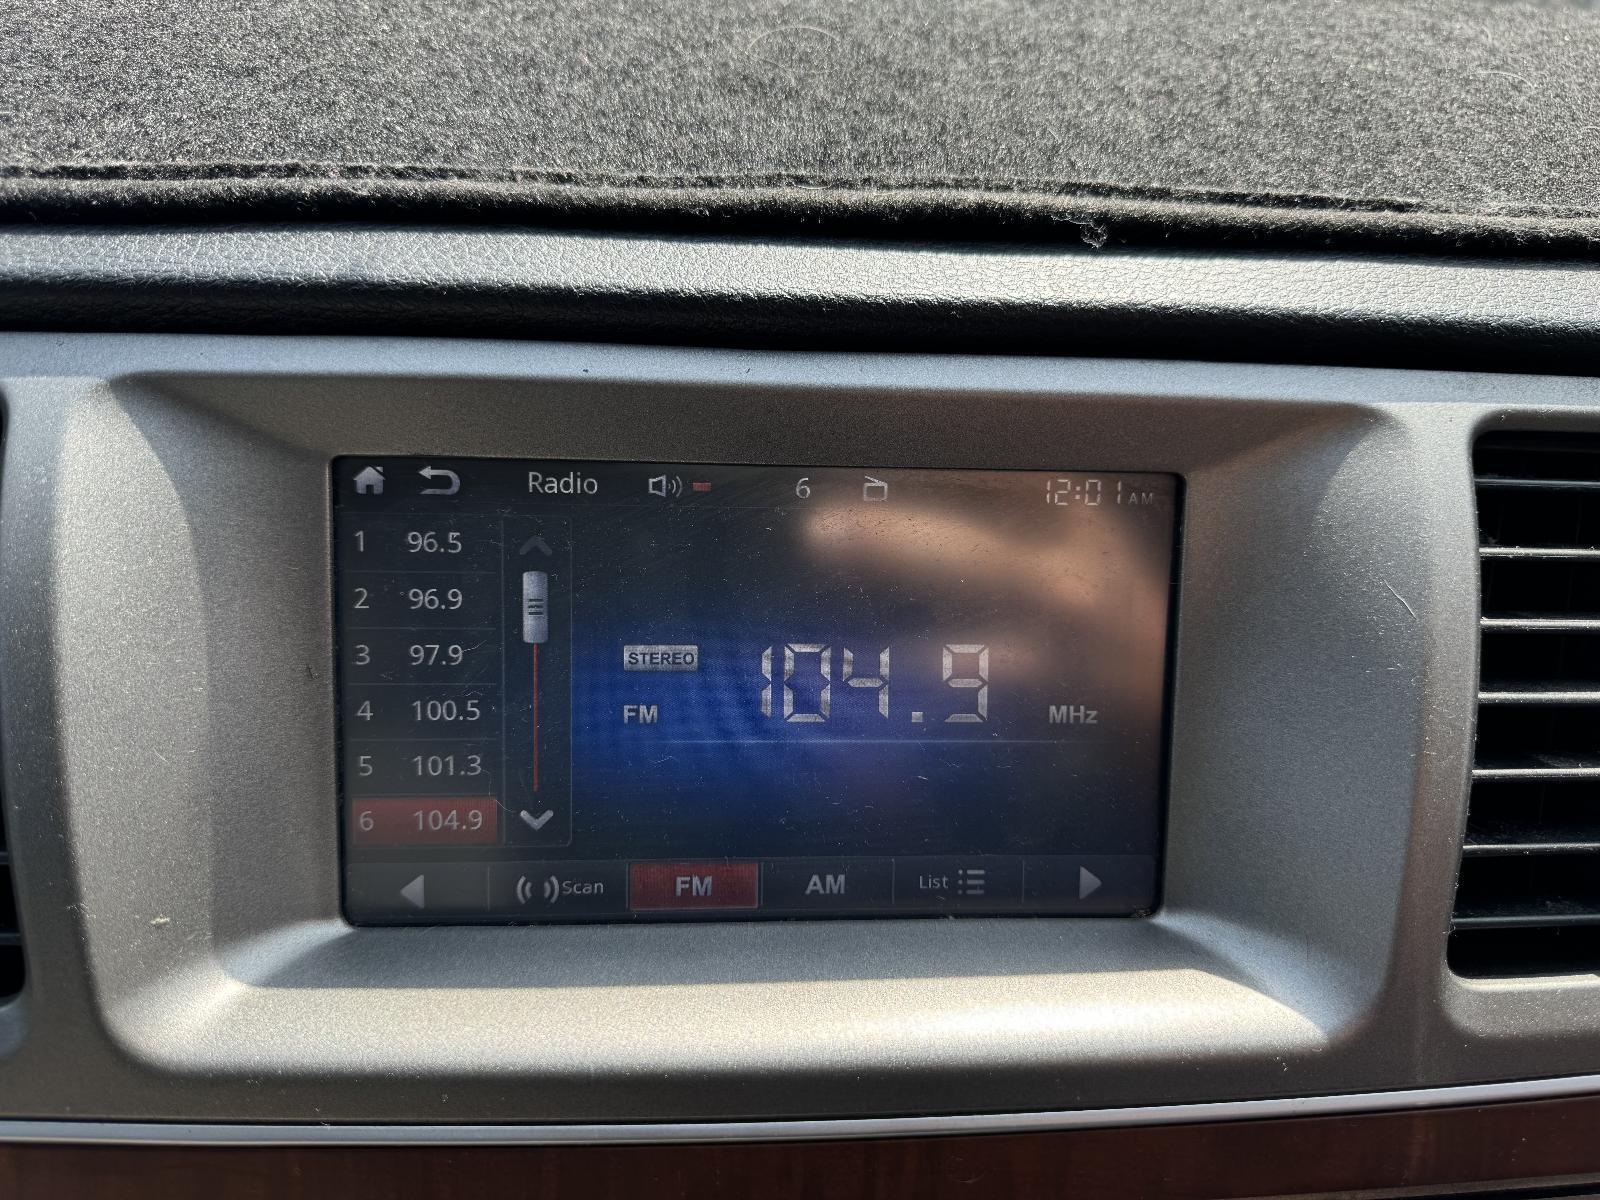 Radio 6 12:01 AM
1 96.5
2 96.9
3 97.9
4 100.5
5 101.3
6 104.9
STEREO
FM 104.9 MHz
Scan FM AM List